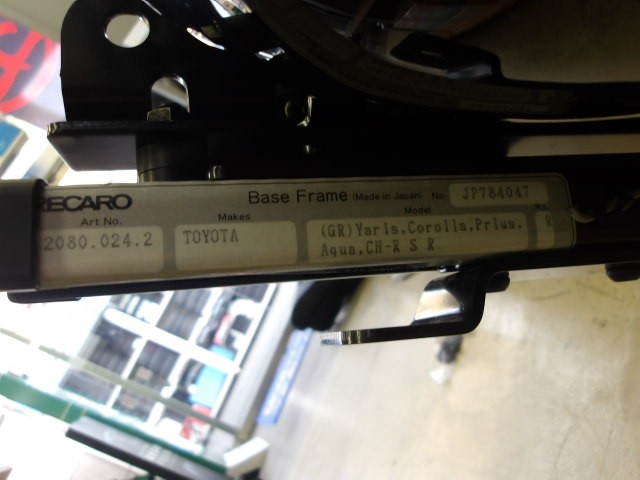 RECARO Base Frame (Made in Japan) No. JP784047
Art No. Makes Model
2080.024.2 TOYOTA (GR)Yaris,Corolla,Prius,
Aqua,CH-R S R R